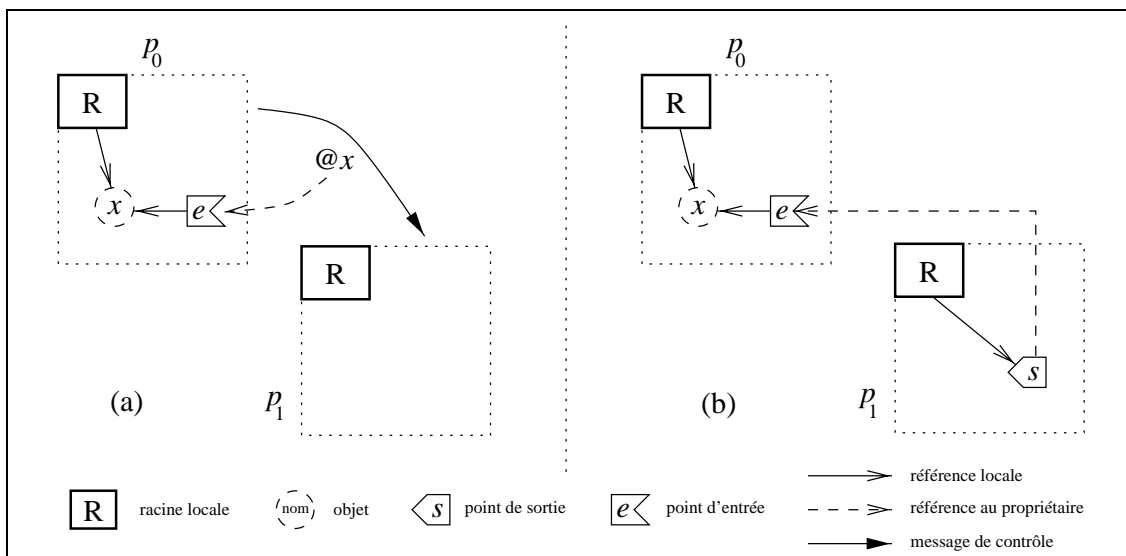 p0
R
@x
x
e
R
(a)
p1
p0
R
x
e
R
s
(b)
p1
R racine locale
nom objet
s point de sortie
e point d'entrée
référence locale
référence au propriétaire
message de contrôle